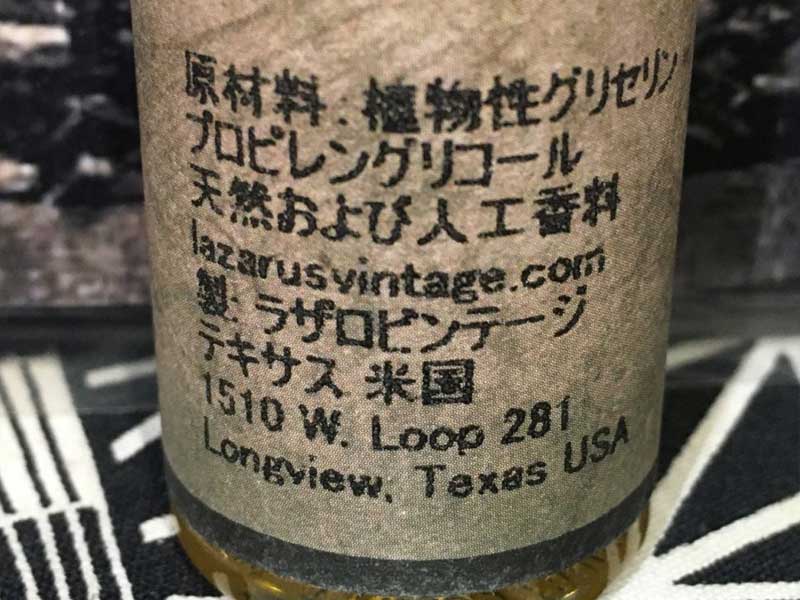 原材料:植物性グリセリン・
プロピレングリコール
天然および人工香料
lazarusvintage.com
製:ラザロビンテージ
テキサス 米国
1510 W. Loop 281
Longview, Texas USA